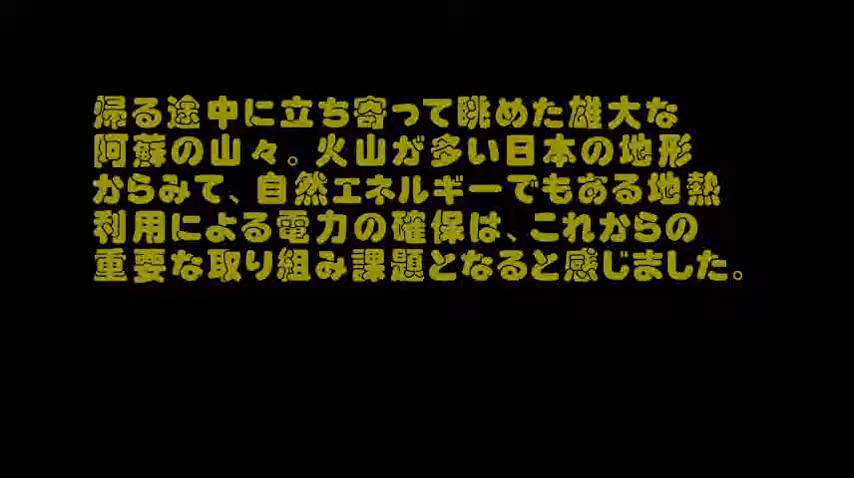 帰る途中に立ち寄って眺めた雄大な
阿蘇の山々。火山が多い日本の地形
からみて、自然エネルギーでもある地熱
利用による電力の確保は、これからの
重要な取り組み課題となると感じました。